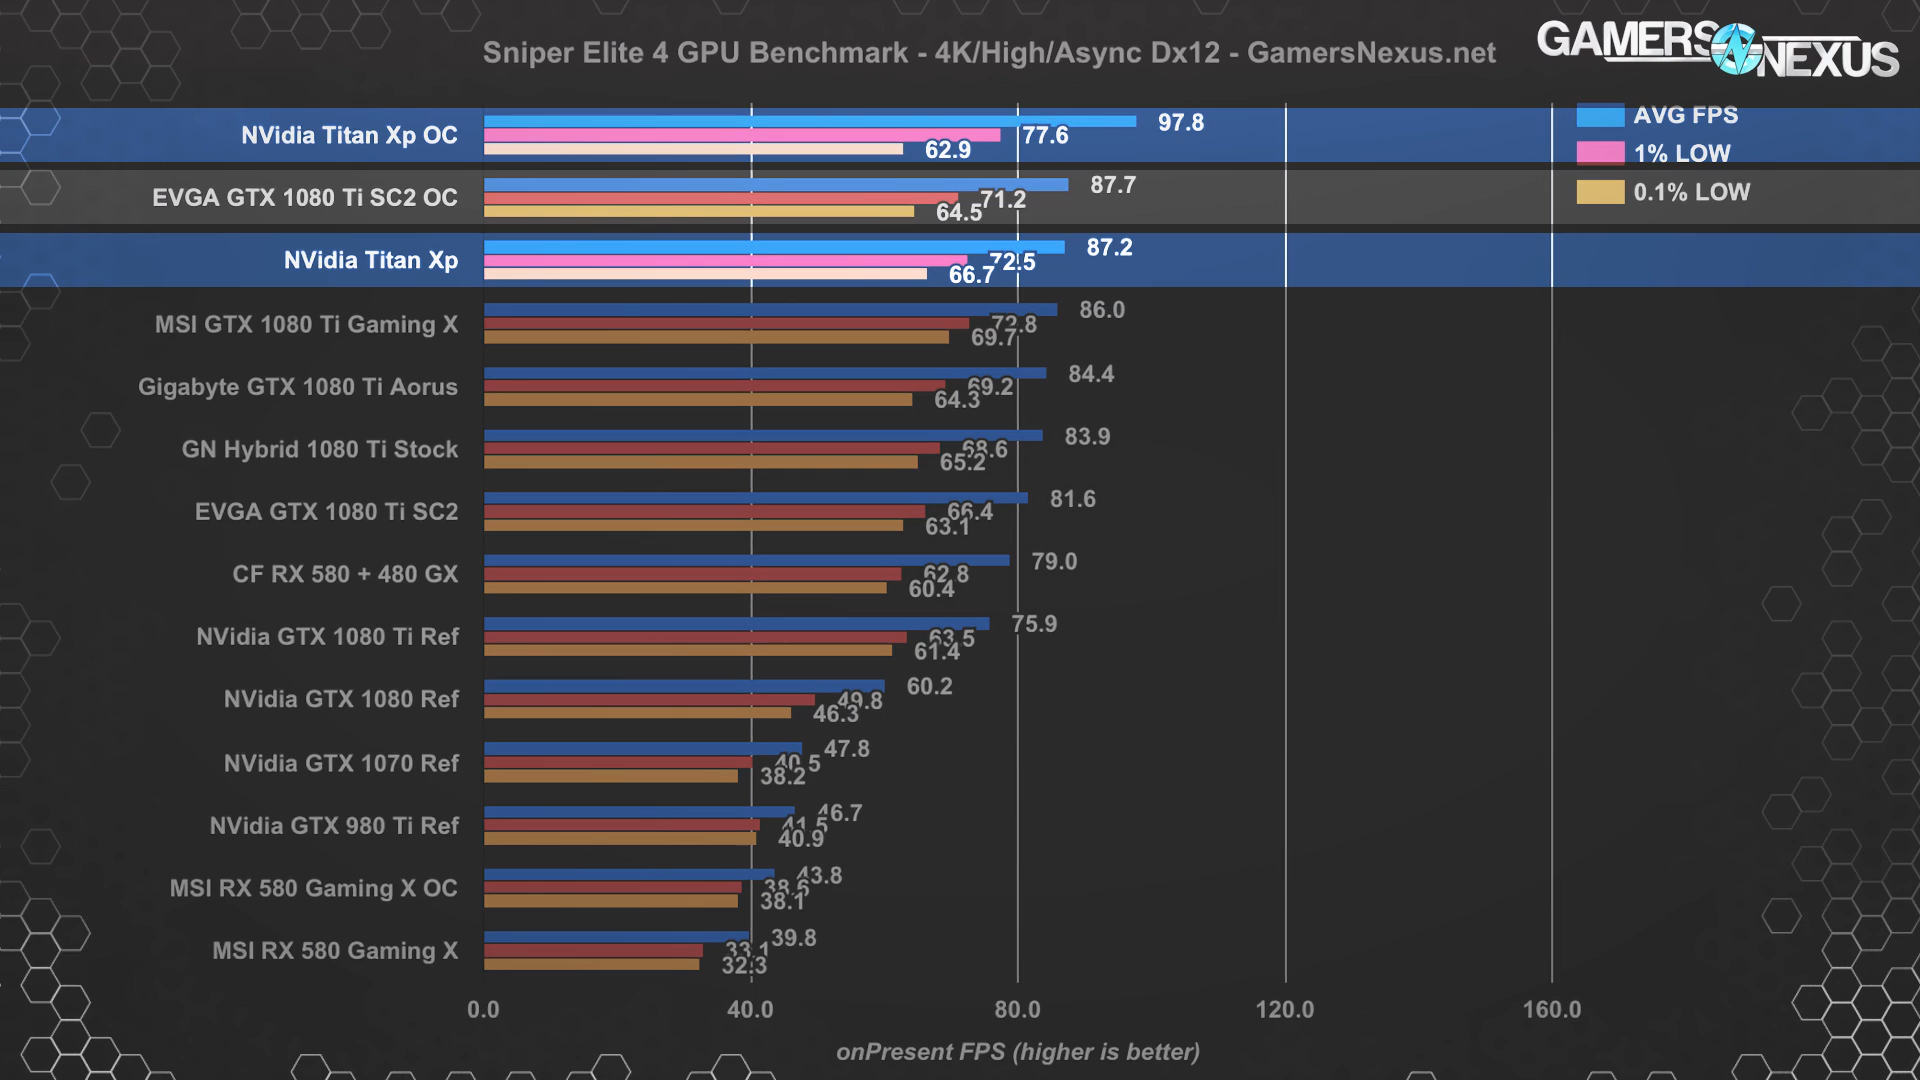 Sniper Elite 4 GPU Benchmark - 4K/High/Async Dx12 - GamersNexus.net
GAMERS NEXUS
AVG FPS
1% LOW
0.1% LOW
NVidia Titan Xp OC
97.8
77.6
62.9
EVGA GTX 1080 Ti SC2 OC
87.7
71.2
64.5
NVidia Titan Xp
87.2
72.5
66.7
MSI GTX 1080 Ti Gaming X
86.0
72.8
69.7
Gigabyte GTX 1080 Ti Aorus
84.4
69.2
64.3
GN Hybrid 1080 Ti Stock
83.9
68.6
65.2
EVGA GTX 1080 Ti SC2
81.6
66.4
63.1
CF RX 580 + 480 GX
79.0
62.8
60.4
NVidia GTX 1080 Ti Ref
75.9
63.5
61.4
NVidia GTX 1080 Ref
60.2
49.8
46.3
NVidia GTX 1070 Ref
47.8
40.5
38.2
NVidia GTX 980 Ti Ref
46.7
41.5
40.9
MSI RX 580 Gaming X OC
43.8
38.6
38.1
MSI RX 580 Gaming X
39.8
33.1
32.3
0.0 40.0 80.0 120.0 160.0
onPresent FPS (higher is better)